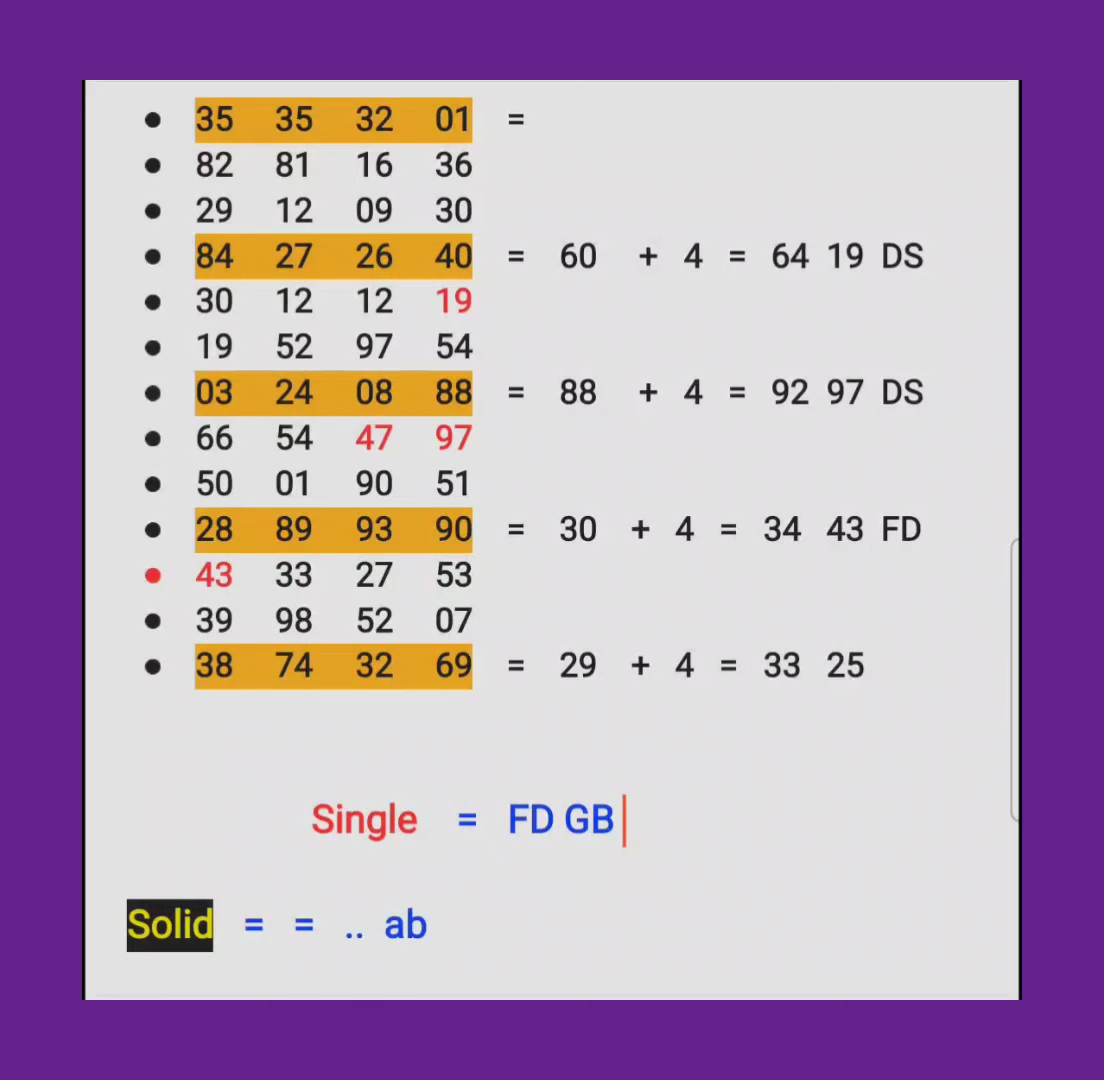 • 35 35 32 01 =
• 82 81 16 36
• 29 12 09 30
• 84 27 26 40 = 60 + 4 = 64 19 DS
• 30 12 12 19
• 19 52 97 54
• 03 24 08 88 = 88 + 4 = 92 97 DS
• 66 54 47 97
• 50 01 90 51
• 28 89 93 90 = 30 + 4 = 34 43 FD
• 43 33 27 53
• 39 98 52 07
• 38 74 32 69 = 29 + 4 = 33 25
Single = FD GB
Solid = = .. ab